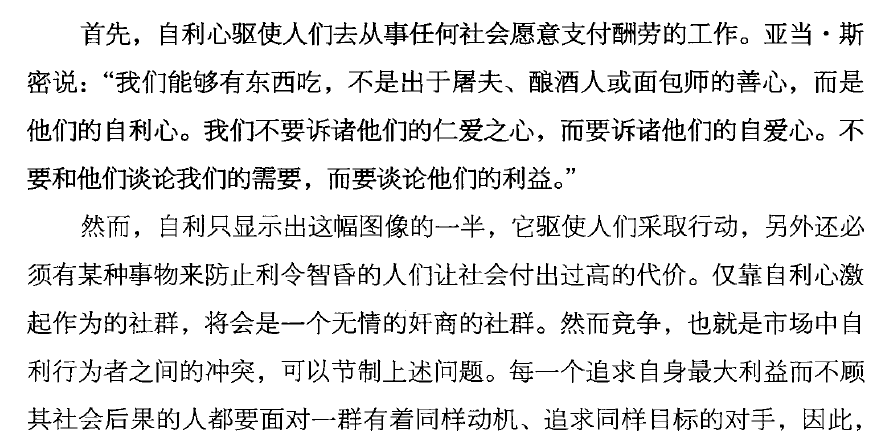 首先，自利心驱使人们去从事任何社会愿意支付酬劳的工作。亚当·斯
密说：“我们能够有东西吃，不是出于屠夫、酿酒人或面包师的善心，而是
他们的自利心。我们不要诉诸他们的仁爱之心，而要诉诸他们的自爱心。不
要和他们谈论我们的需要，而要谈论他们的利益。”
然而，自利只显示出这幅图像的一半，它驱使人们采取行动，另外还必
须有某种事物来防止利令智昏的人们让社会付出过高的代价。仅靠自利心激
起作为的社群，将会是一个无情的奸商的社群。然而竞争，也就是市场中自
利行为者之间的冲突，可以节制上述问题。每一个追求自身最大利益而不顾
其社会后果的人都要面对一群有着同样动机、追求同样目标的对手，因此，